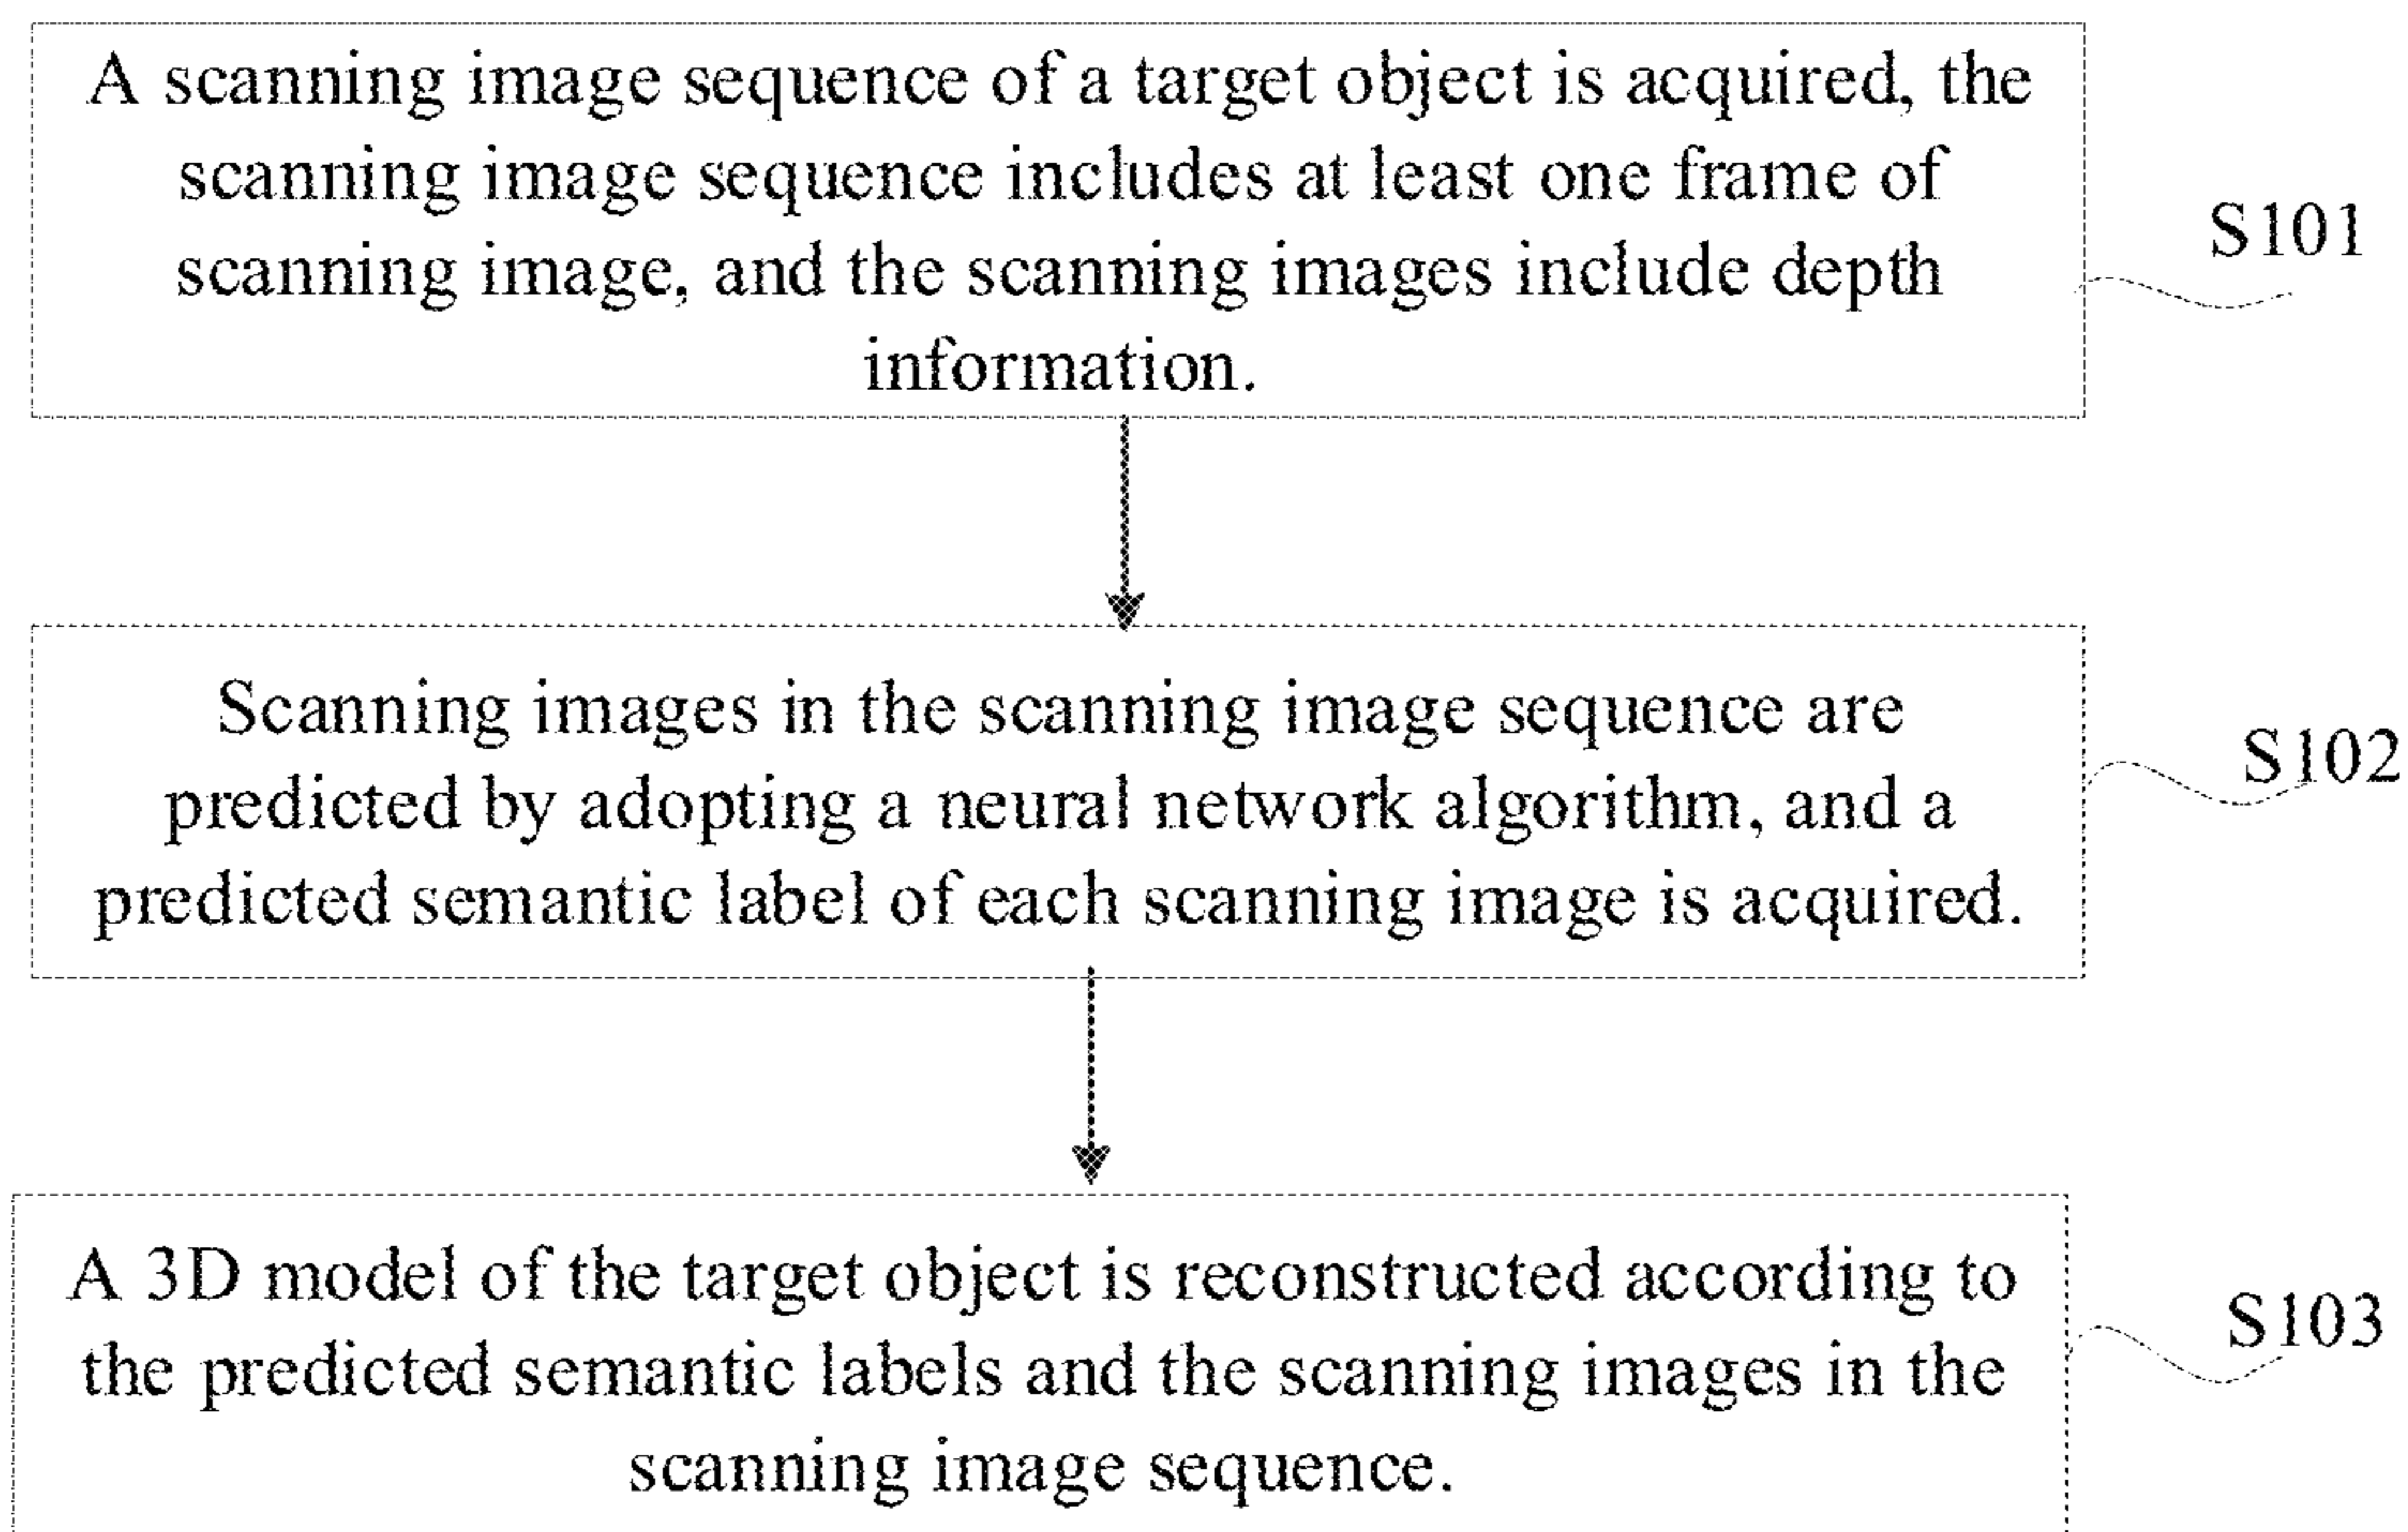 A scanning image sequence of a target object is acquired, the
scanning image sequence includes at least one frame of
scanning image, and the scanning images include depth
information.
S101
Scanning images in the scanning image sequence are
predicted by adopting a neural network algorithm, and a
predicted semantic label of each scanning image is acquired.
S102
A 3D model of the target object is reconstructed according to
the predicted semantic labels and the scanning images in the
scanning image sequence.
S103